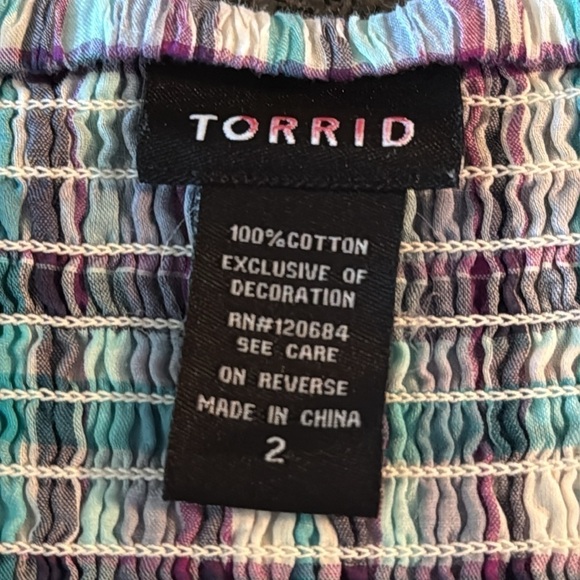 TORRID
100%COTTON
EXCLUSIVE OF
DECORATION
RN#120684
SEE CARE
ON REVERSE
MADE IN CHINA
2